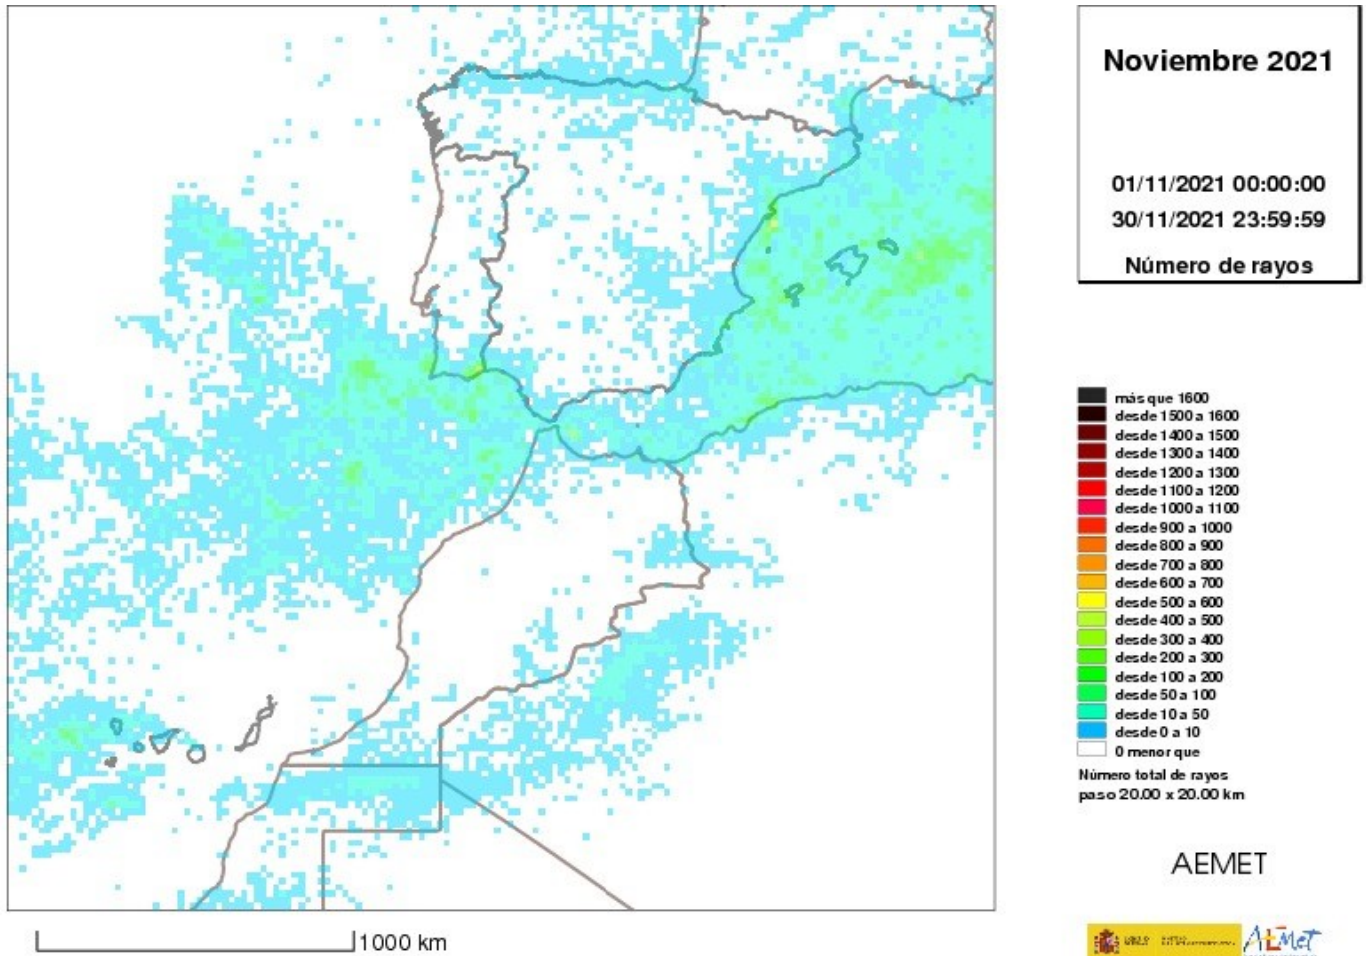 Noviembre 2021
01/11/2021 00:00:00
30/11/2021 23:59:59
Número de rayos
más que 1600
desde 1500 a 1600
desde 1400 a 1500
desde 1300 a 1400
desde 1200 a 1300
desde 1100 a 1200
desde 1000 a 1100
desde 900 a 1000
desde 800 a 900
desde 700 a 800
desde 600 a 700
desde 500 a 600
desde 400 a 500
desde 300 a 400
desde 200 a 300
desde 100 a 200
desde 50 a 100
desde 10 a 50
desde 0 a 10
0 menor que
Número total de rayos
paso 20.00 x 20.00 km
AEMET
1000 km
AEMet